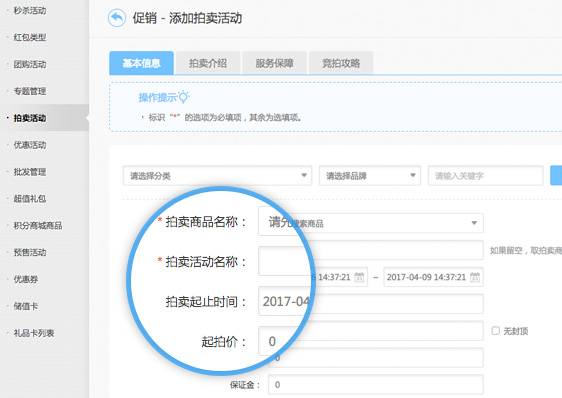 秒杀活动
红包类型
团购活动
专题管理
拍卖活动
优惠活动
批发管理
超值礼包
积分商城商品
预售活动
优惠券
储值卡
礼品卡列表
促销 - 添加拍卖活动
基本信息 拍卖介绍 服务保障 竞拍攻略
操作提示
标识 "*" 的选项为必填项，其余为选填项。
请选择分类 请选择品牌 请输入关键字
* 拍卖商品名称： 请先搜索商品
* 拍卖活动名称： 如果留空，取拍卖商
拍卖起止时间： 2017-04 14:37:21 – 2017-04-09 14:37:21
起拍价： 0 无封顶
0
保证金： 0